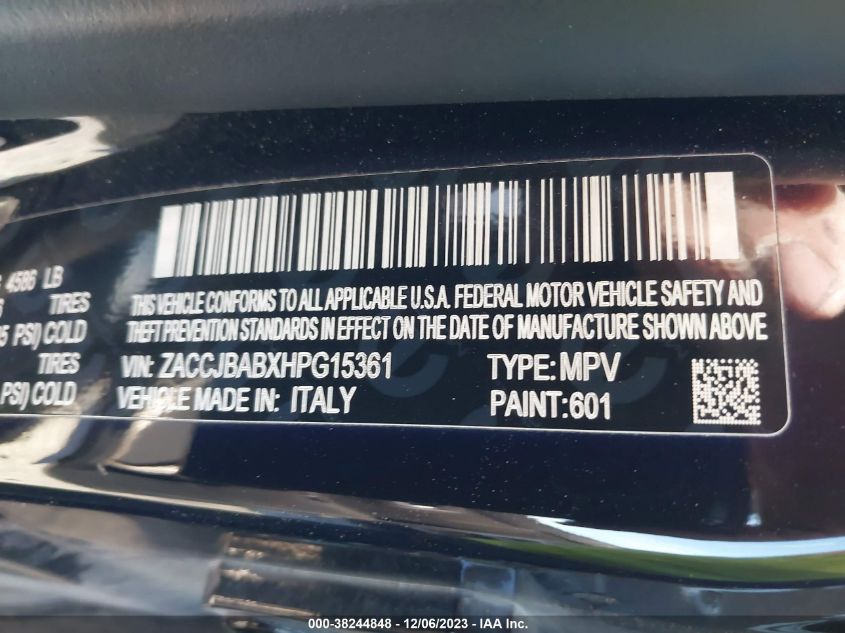 4586 LB
TIRES
PSI) COLD
TIRES
PSI) COLD
THIS VEHICLE CONFORMS TO ALL APPLICABLE U.S.A. FEDERAL MOTOR VEHICLE SAFETY AND
THEFT PREVENTION STANDARDS IN EFFECT ON THE DATE OF MANUFACTURE SHOWN ABOVE
VIN: ZACCJBABXHPG15361 TYPE: MPV
VEHICLE MADE IN: ITALY PAINT:601
000-38244848 - 12/06/2023 - IAA Inc.